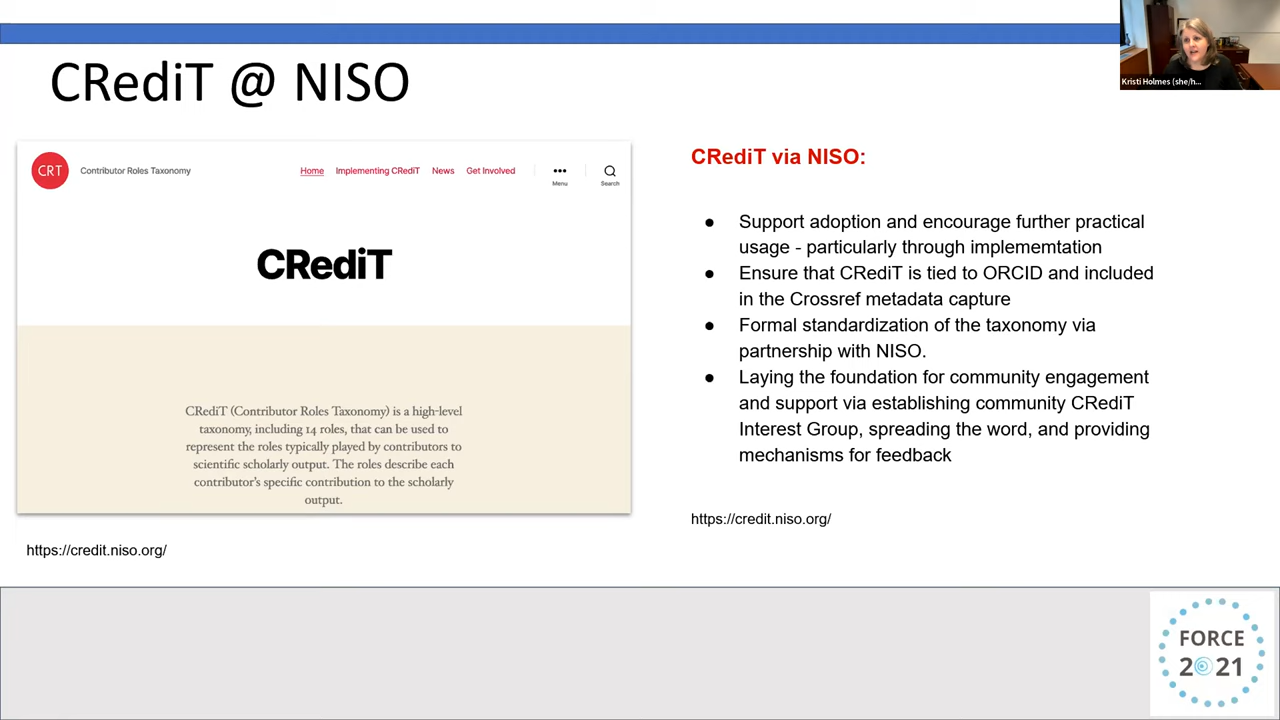 CRediT @ NISO
Kristi Holmes (she/h...
CRT
Contributor Roles Taxonomy
Home
Implementing CRediT
News
Get Involved
Menu
Search
CRediT
CRediT (Contributor Roles Taxonomy) is a high-level
taxonomy, including 14 roles, that can be used to
represent the roles typically played by contributors to
scientific scholarly output. The roles describe each
contributor's specific contribution to the scholarly
output.
https://credit.niso.org/
CRediT via NISO:
● Support adoption and encourage further practical
usage - particularly through implememtation
● Ensure that CRediT is tied to ORCID and included
in the Crossref metadata capture
● Formal standardization of the taxonomy via
partnership with NISO.
● Laying the foundation for community engagement
and support via establishing community CRediT
Interest Group, spreading the word, and providing
mechanisms for feedback
https://credit.niso.org/
FORCE
2021